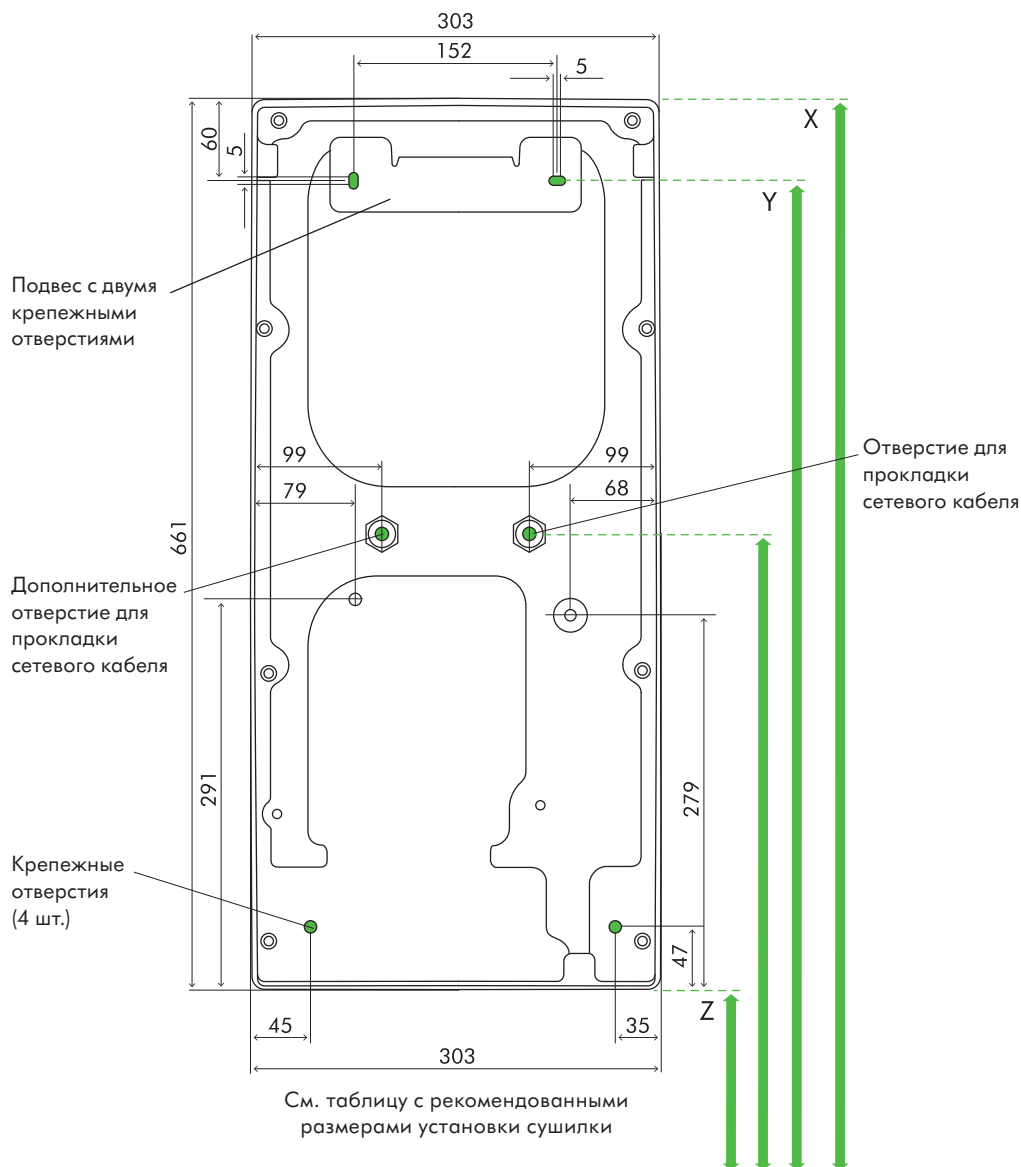 303
152
5
X
60
5
Y
Подвес с двумя
крепежными
отверстиями
99
99
Отверстие для
прокладки
сетевого кабеля
79
68
661
Дополнительное
отверстие для
прокладки
сетевого кабеля
291
279
Крепежные
отверстия
(4 шт.)
47
Z
45
35
303
См. таблицу с рекомендованными
размерами установки сушилки